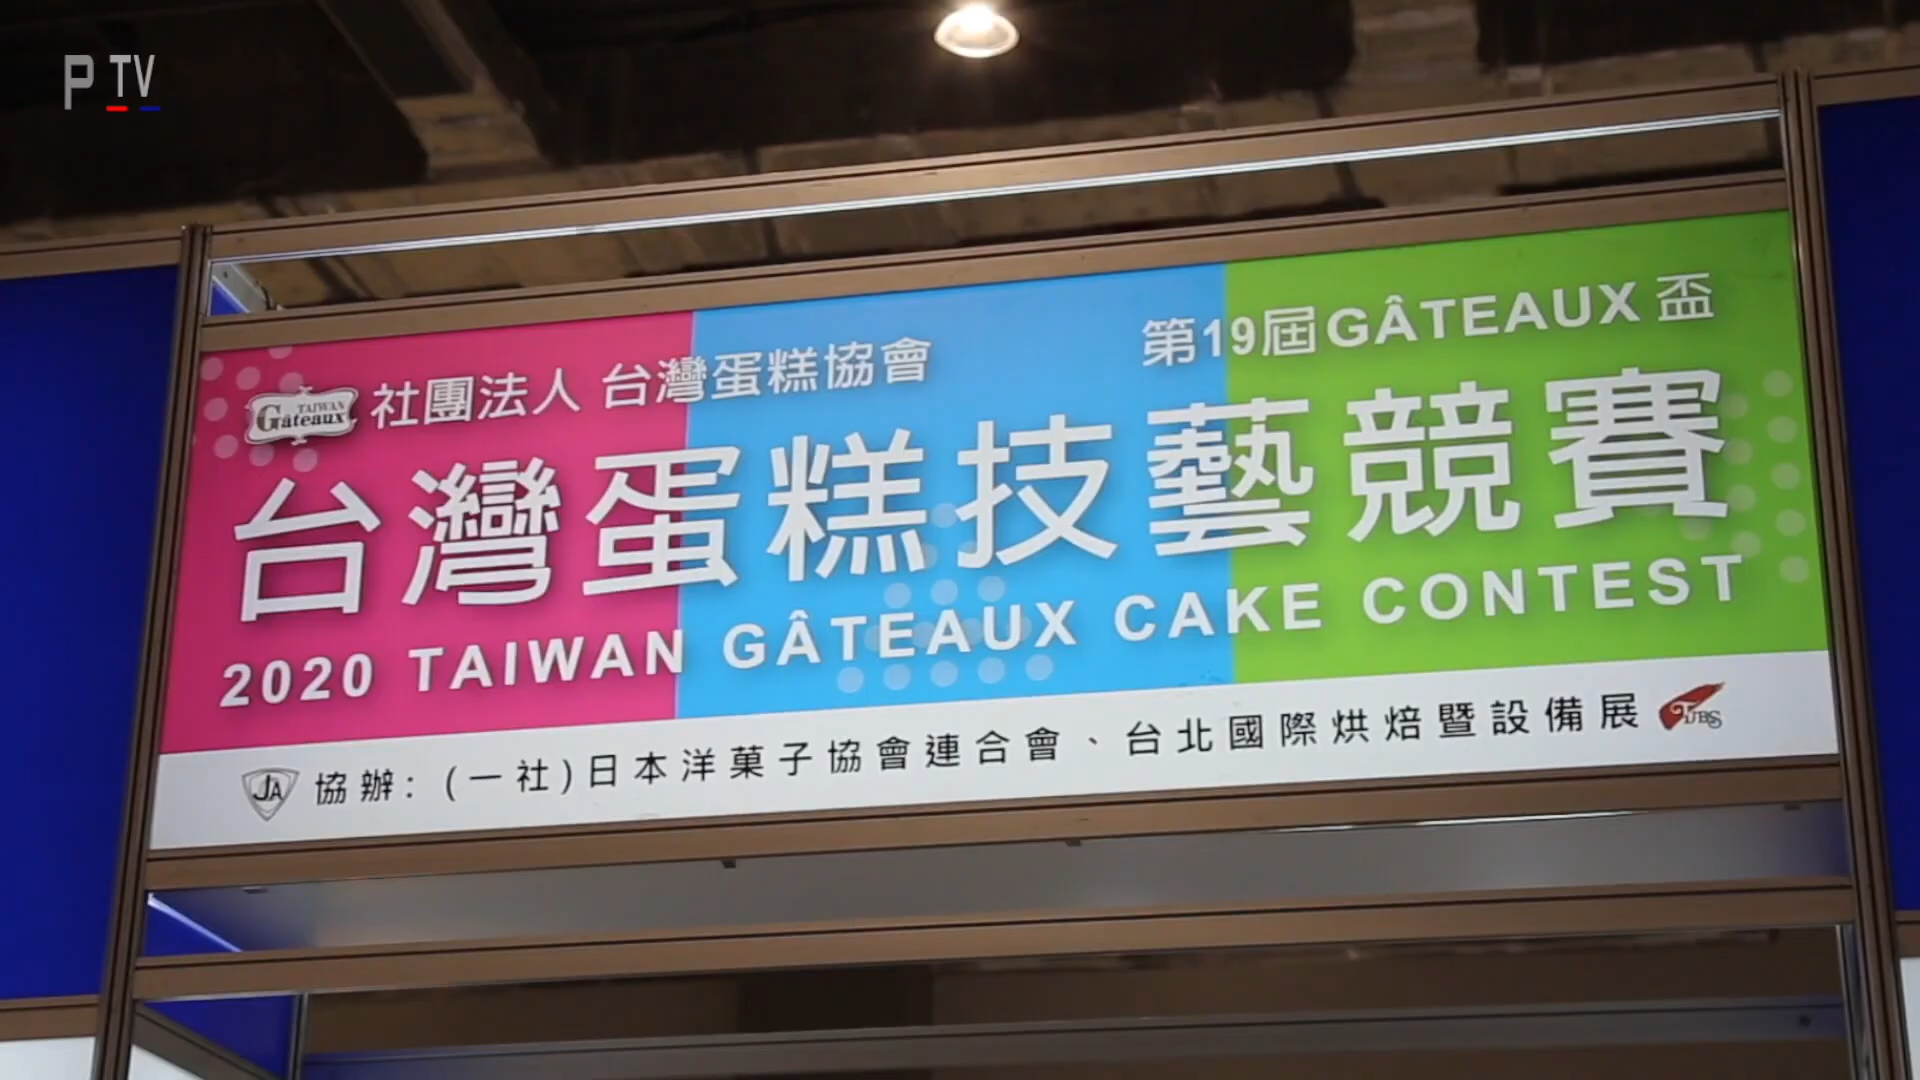 P TV
TAIWAN
Gâteaux
社團法人 台灣蛋糕協會
第19屆GÂTEAUX盃
台灣蛋糕技藝競賽
2020 TAIWAN GÂTEAUX CAKE CONTEST
JA 協辦：(一社)日本洋菓子協會連合會、台北國際烘焙暨設備展 TIBS